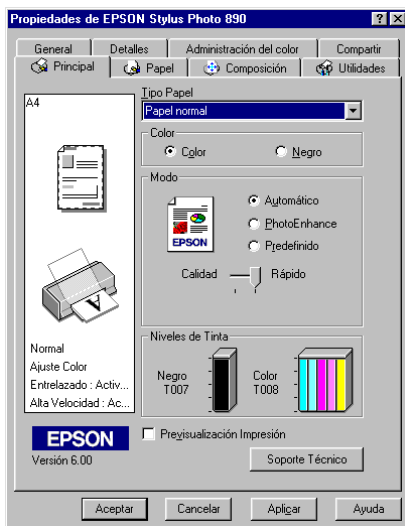 Propiedades de EPSON Stylus Photo 890
General Detalles Administración del color Compartir
Principal Papel Composición Utilidades
A4
Tipo Papel
Papel normal
Color
Color Negro
Modo
Automático
PhotoEnhance
Predefinido
EPSON
Calidad Rápido
Niveles de Tinta
Negro
T007
Color
T008
Normal
Ajuste Color
Entrelazado : Activ...
Alta Velocidad : Ac...
EPSON
Versión 6.00
Previsualización Impresión
Soporte Técnico
Aceptar Cancelar Aplicar Ayuda